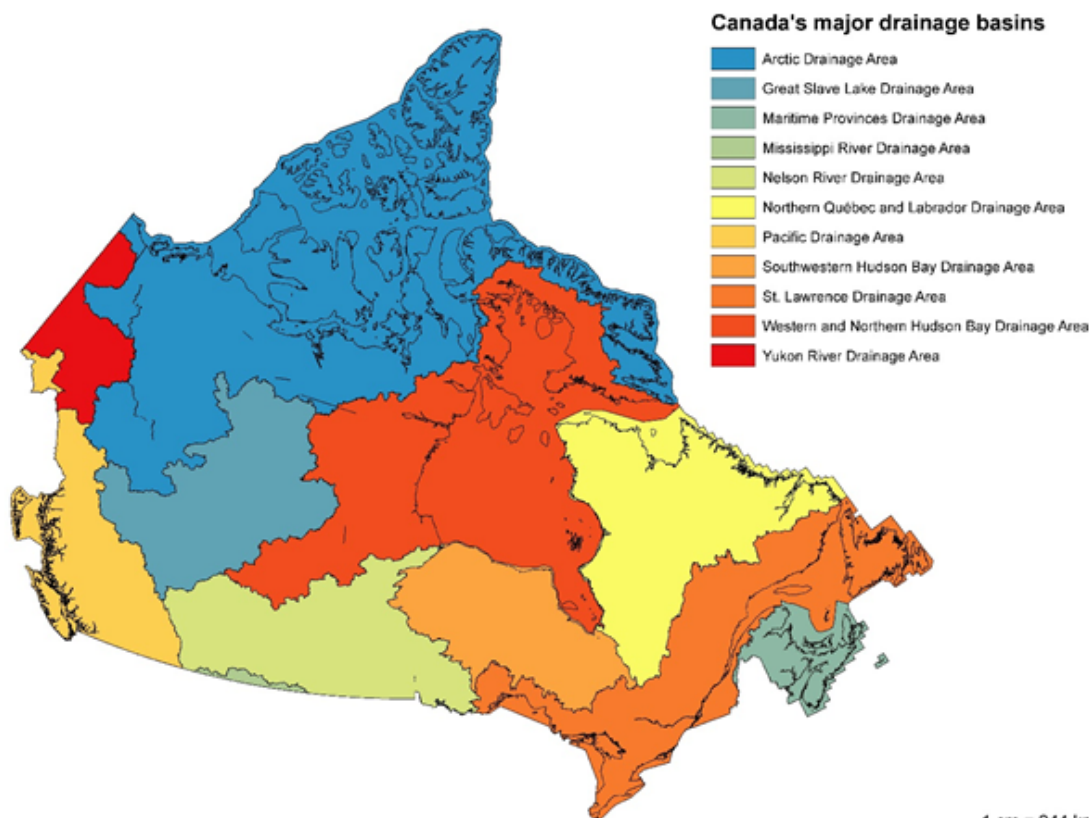 Canada's major drainage basins
Arctic Drainage Area
Great Slave Lake Drainage Area
Maritime Provinces Drainage Area
Mississippi River Drainage Area
Nelson River Drainage Area
Northern Québec and Labrador Drainage Area
Pacific Drainage Area
Southwestern Hudson Bay Drainage Area
St. Lawrence Drainage Area
Western and Northern Hudson Bay Drainage Area
Yukon River Drainage Area